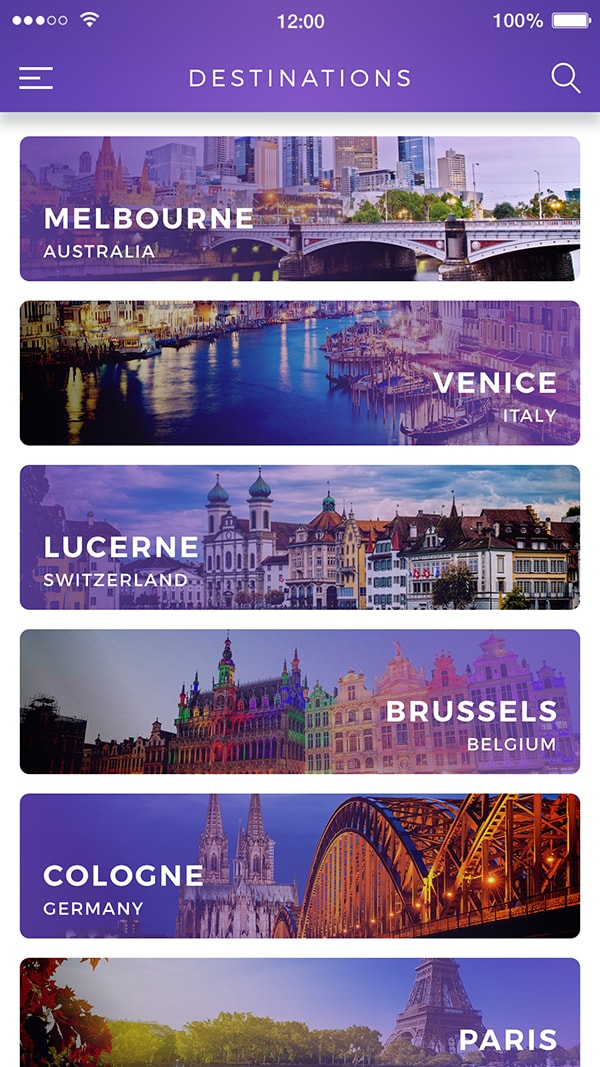 12:00
100%
DESTINATIONS
MELBOURNE
AUSTRALIA
VENICE
ITALY
LUCERNE
SWITZERLAND
BRUSSELS
BELGIUM
COLOGNE
GERMANY
PARIS